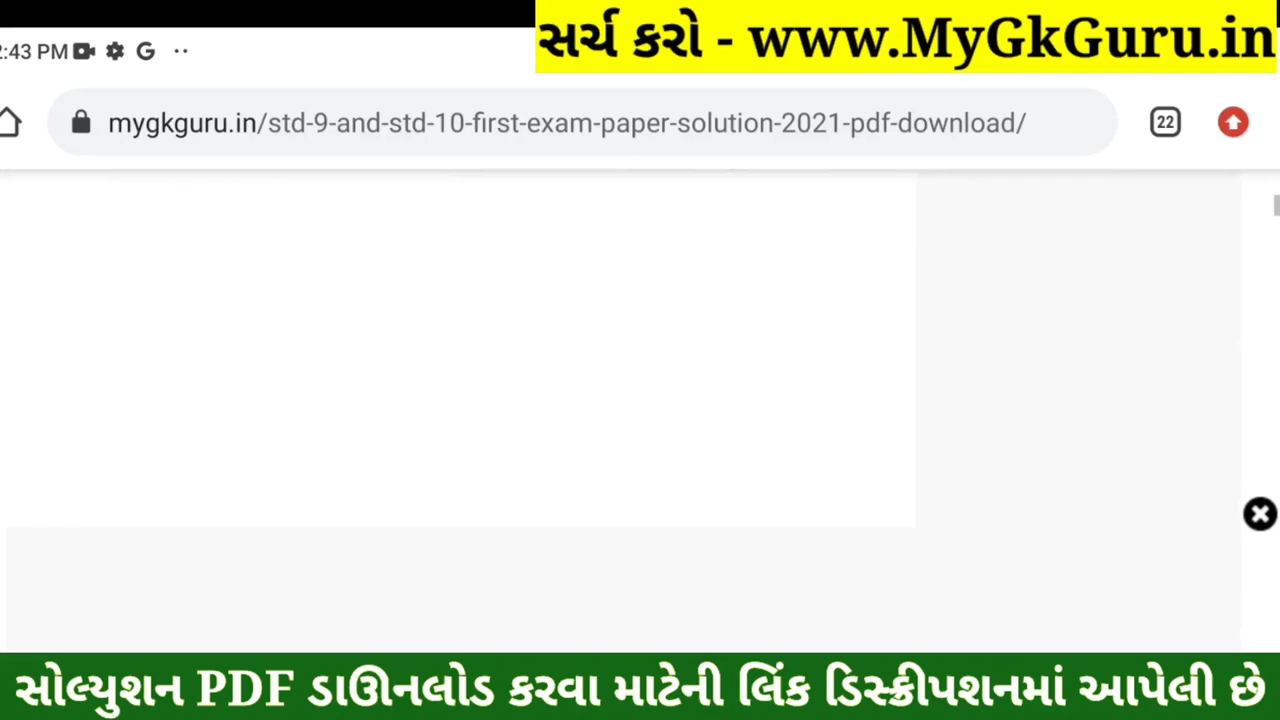 સર્ચ કરો - www.MyGkGuru.in
:43 PM
mygkguru.in/std-9-and-std-10-first-exam-paper-solution-2021-pdf-download/
22
સોલ્યુશન PDF ડાઊનલોડ કરવા માટેની લિંક ડિસ્ક્રીપશનમાં આપેલી છે